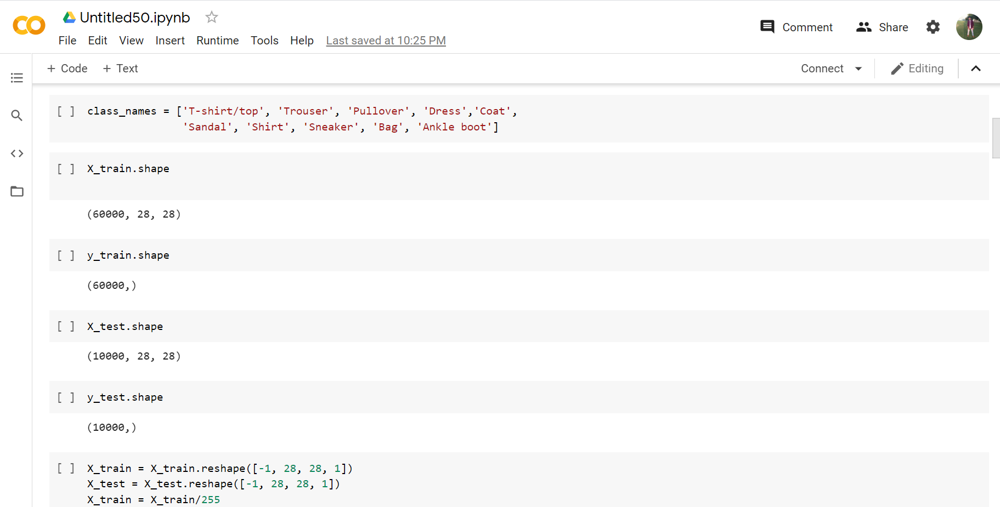 Untitled50.ipynb
File Edit View Insert Runtime Tools Help Last saved at 10:25 PM
Comment Share
+ Code + Text
Connect Editing
[ ] class_names = ['T-shirt/top', 'Trouser', 'Pullover', 'Dress','Coat',
'Sandal', 'Shirt', 'Sneaker', 'Bag', 'Ankle boot']
[ ] X_train.shape
(60000, 28, 28)
[ ] y_train.shape
(60000,)
[ ] X_test.shape
(10000, 28, 28)
[ ] y_test.shape
(10000,)
[ ] X_train = X_train.reshape([-1, 28, 28, 1])
X_test = X_test.reshape([-1, 28, 28, 1])
X_train = X_train/255